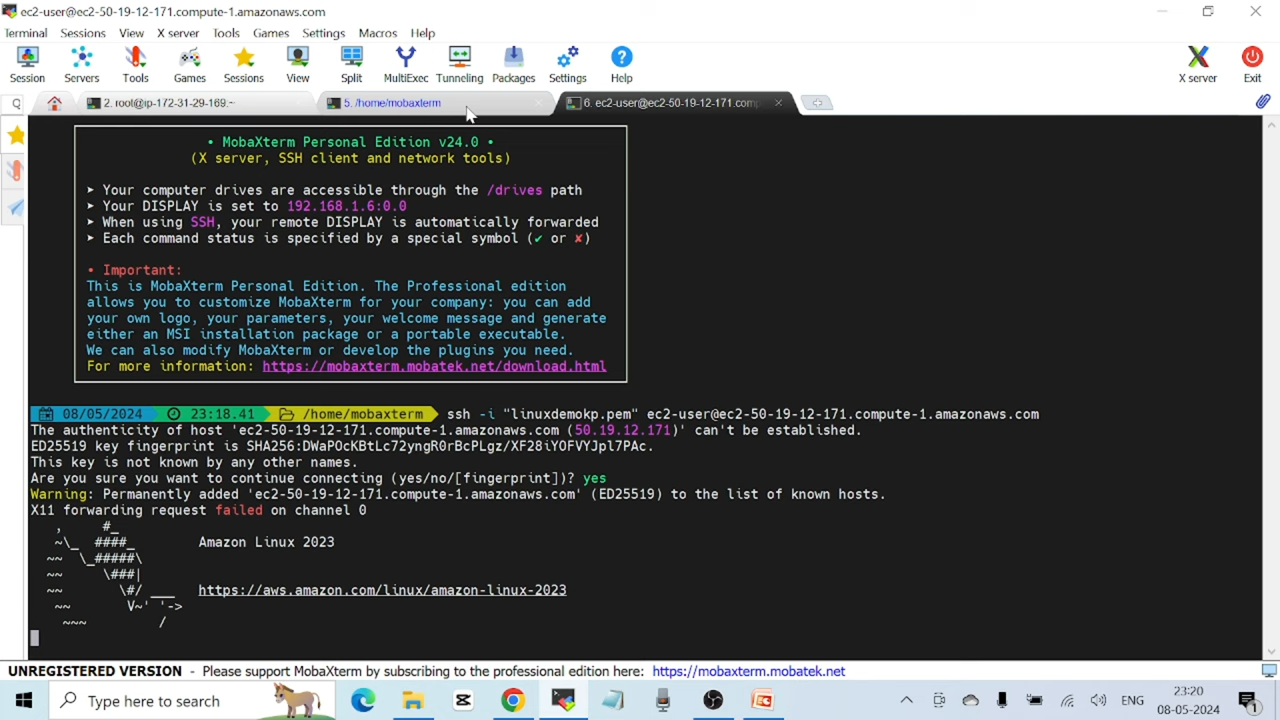 ec2-user@ec2-50-19-12-171.compute-1.amazonaws.com
Terminal Sessions View X server Tools Games Settings Macros Help
Session Servers Tools Games Sessions View Split MultiExec Tunneling Packages Settings Help X server Exit
2. root@ip-172-31-29-169:~ 5. /home/mobaxterm 6. ec2-user@ec2-50-19-12-171.comp
• MobaXterm Personal Edition v24.0 •
(X server, SSH client and network tools)
➤ Your computer drives are accessible through the /drives path
➤ Your DISPLAY is set to 192.168.1.6:0.0
➤ When using SSH, your remote DISPLAY is automatically forwarded
➤ Each command status is specified by a special symbol (✔ or ✘)
• Important:
This is MobaXterm Personal Edition. The Professional edition
allows you to customize MobaXterm for your company: you can add
your own logo, your parameters, your welcome message and generate
either an MSI installation package or a portable executable.
We can also modify MobaXterm or develop the plugins you need.
For more information: https://mobaxterm.mobatek.net/download.html
08/05/2024 23:18.41 /home/mobaxterm ssh -i "linuxdemokp.pem" ec2-user@ec2-50-19-12-171.compute-1.amazonaws.com
The authenticity of host 'ec2-50-19-12-171.compute-1.amazonaws.com (50.19.12.171)' can't be established.
ED25519 key fingerprint is SHA256:DWaPOcKBtLc72yngR0rBcPLgz/XF28iYOFVYJpl7PAc.
This key is not known by any other names.
Are you sure you want to continue connecting (yes/no/[fingerprint])? yes
Warning: Permanently added 'ec2-50-19-12-171.compute-1.amazonaws.com' (ED25519) to the list of known hosts.
X11 forwarding request failed on channel 0
   ,     #_
   ~\_  ####_        Amazon Linux 2023
  ~~  \_#####\
  ~~     \###|
  ~~       \#/ ___   https://aws.amazon.com/linux/amazon-linux-2023
   ~~       V~' '->
    ~~~         /
UNREGISTERED VERSION - Please support MobaXterm by subscribing to the professional edition here: https://mobaxterm.mobatek.net
Type here to search
ENG
23:20
08-05-2024
1